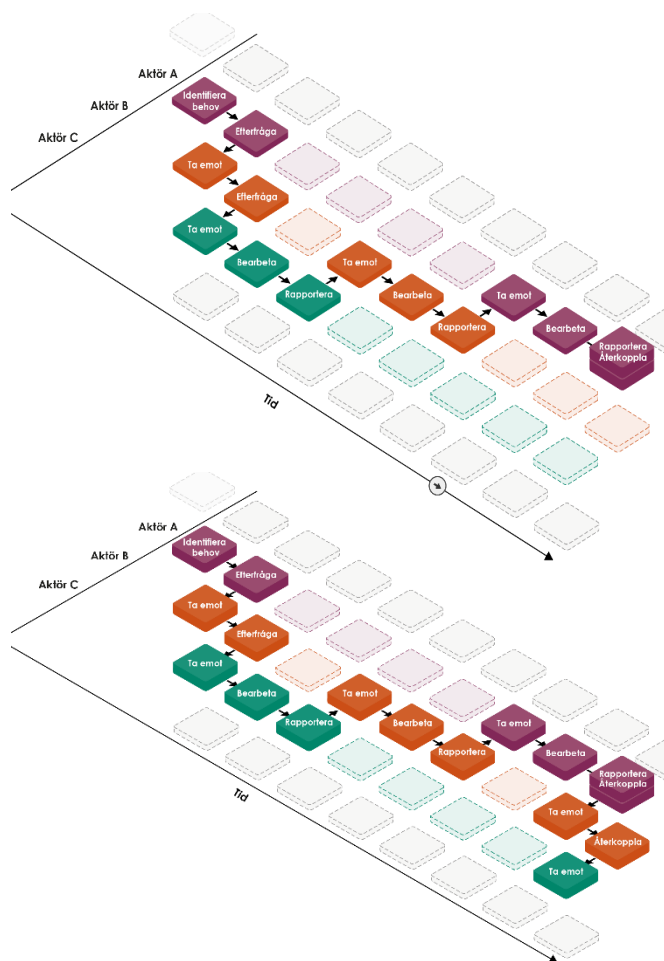 Aktör A
Aktör B
Aktör C
Identifiera
behov
Efterfråga
Ta emot
Efterfråga
Ta emot
Bearbeta
Rapportera
Ta emot
Bearbeta
Rapportera
Ta emot
Bearbeta
Rapportera
Återkoppla
Tid
Aktör A
Aktör B
Aktör C
Identifiera
behov
Efterfråga
Ta emot
Efterfråga
Ta emot
Bearbeta
Rapportera
Ta emot
Bearbeta
Rapportera
Ta emot
Bearbeta
Rapportera
Återkoppla
Ta emot
Återkoppla
Ta emot
Tid